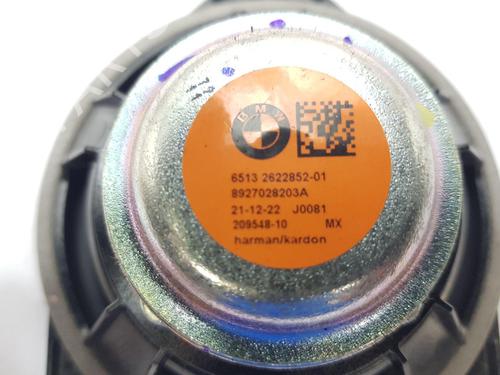 BMW
6513 2622852-01
8927028203A
21-12-22 J0081
209548-10 MX
harman/kardon